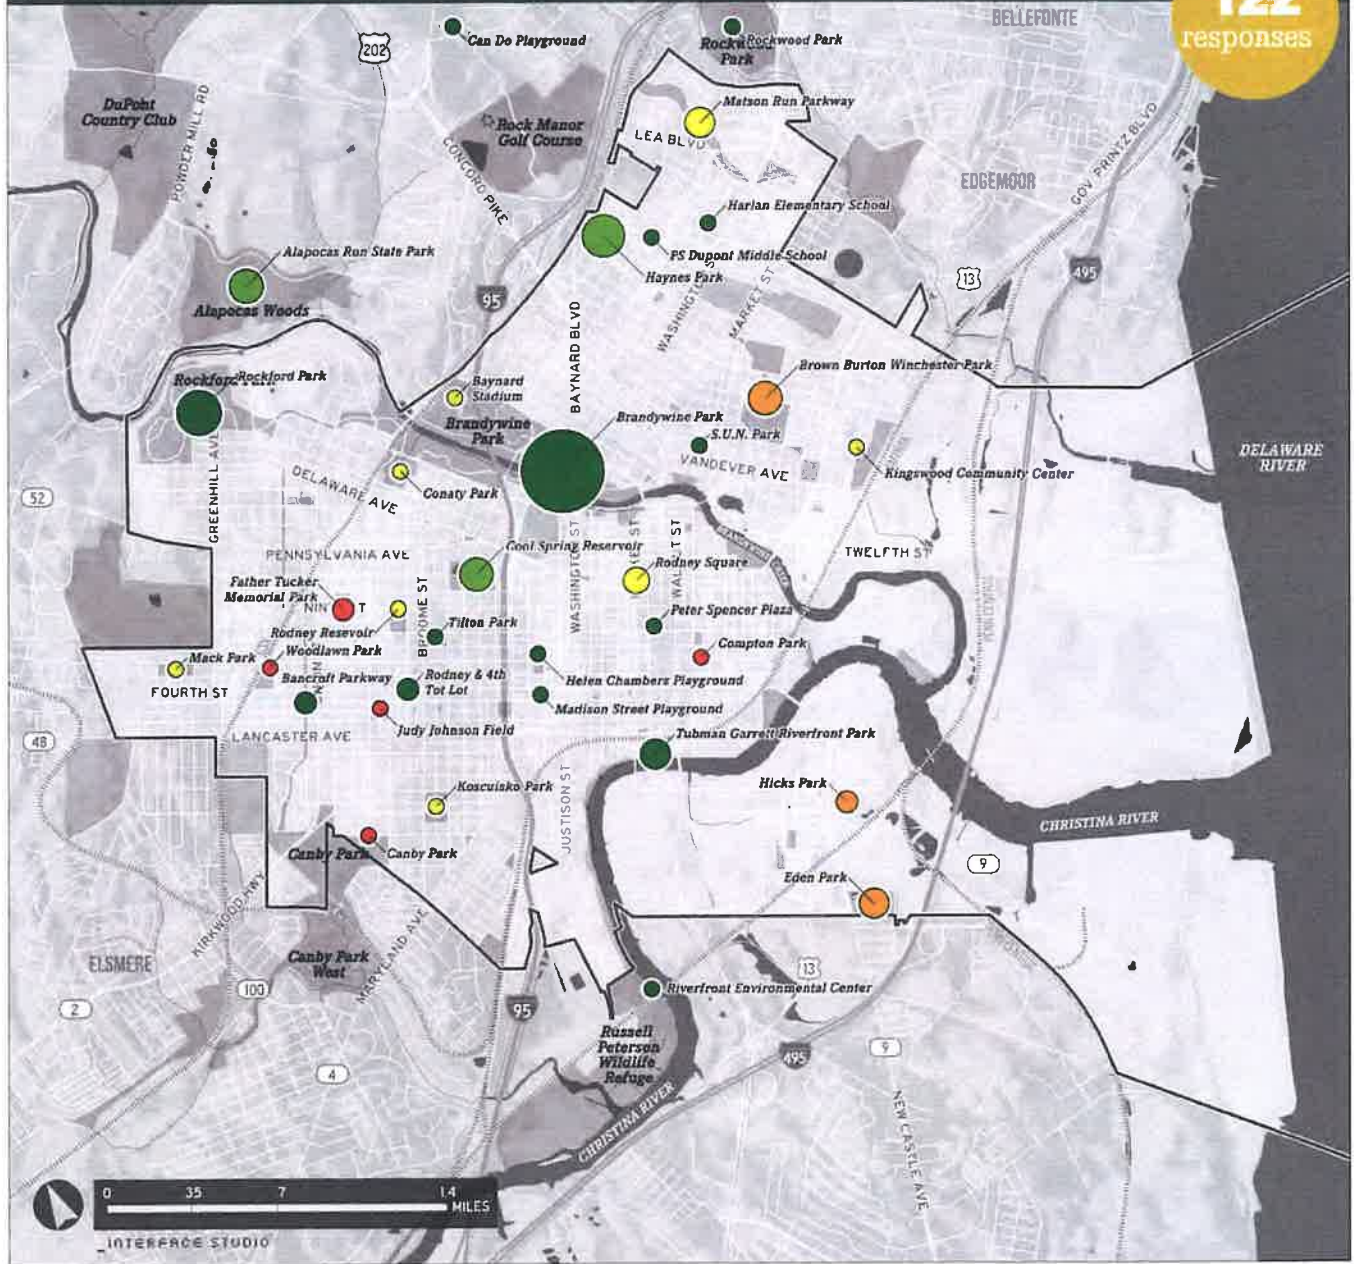 122
responses
BELLEFONTE
Can Do Playground
Rockwood Park
Rockwood
Park
202
DuPont
Country Club
POWDER MILL RD
Rock Manor
Golf Course
CONCORD PIKE
Matson Run Parkway
LEA BLVD
EDGEMOOR
GOV PRINTZ BLVD
Harlan Elementary School
PS Dupont Middle School
Haynes Park
Alapocas Run State Park
Alapocas Woods
95
13
495
WASHINGTON ST
MARKET ST
BAYNARD BLVD
Rockford Park
Rockford Park
Baynard
Stadium
Brandywine
Park
Brandywine Park
Brown Burton Winchester Park
S.U.N. Park
VANDEVER AVE
Kingswood Community Center
DELAWARE
RIVER
GREENHILL AVE
DELAWARE AVE
Conaty Park
52
PENNSYLVANIA AVE
Cool Spring Reservoir
WASHINGTON ST
WALNUT ST
Rodney Square
TWELFTH ST
Father Tucker
Memorial Park
NIN T
Rodney Resevoir
BROOME ST
Tilton Park
Peter Spencer Plaza
Compton Park
Mack Park
Woodlawn Park
FOURTH ST
Bancroft Parkway
Rodney & 4th
Tot Lot
Helen Chambers Playground
Madison Street Playground
Judy Johnson Field
LANCASTER AVE
48
Tubman Garrett Riverfront Park
JUSTISON ST
Koscuisko Park
Hicks Park
CHRISTINA RIVER
9
Canby Park
Canby Park
Eden Park
KIRKWOOD HWY
MARYLAND AVE
ELSMERE
Canby Park
West
100
2
13
95
Riverfront Environmental Center
Russell
Peterson
Wildlife
Refuge
495
9
4
CHRISTINA RIVER
NEW CASTLE AVE
0 35 7 1.4
MILES
INTERFACE STUDIO